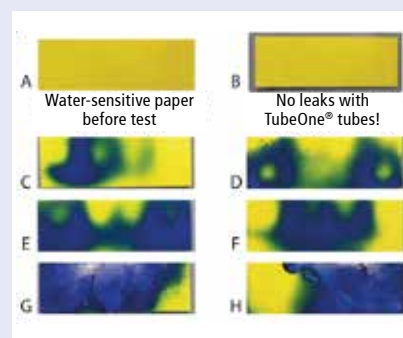 A
B
Water-sensitive paper
before test
No leaks with
TubeOne® tubes!
C
D
E
F
G
H